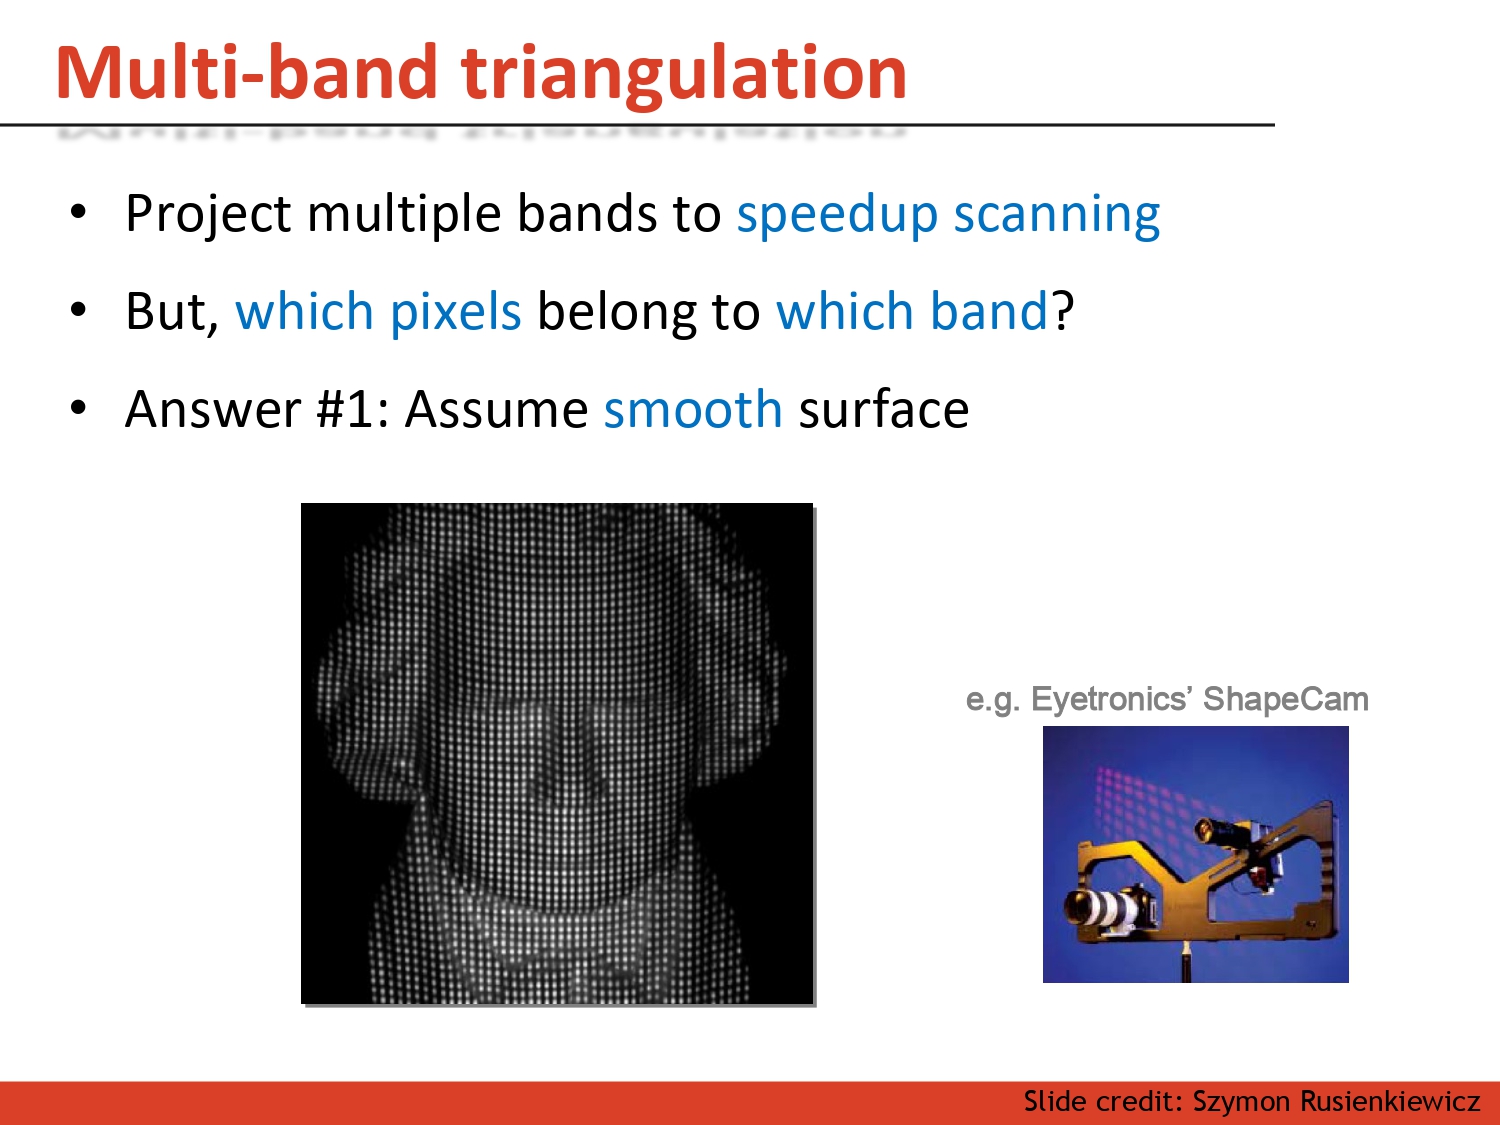 Multi-band triangulation
• Project multiple bands to speedup scanning
• But, which pixels belong to which band?
• Answer #1: Assume smooth surface
e.g. Eyetronics’ ShapeCam
Slide credit: Szymon Rusienkiewicz